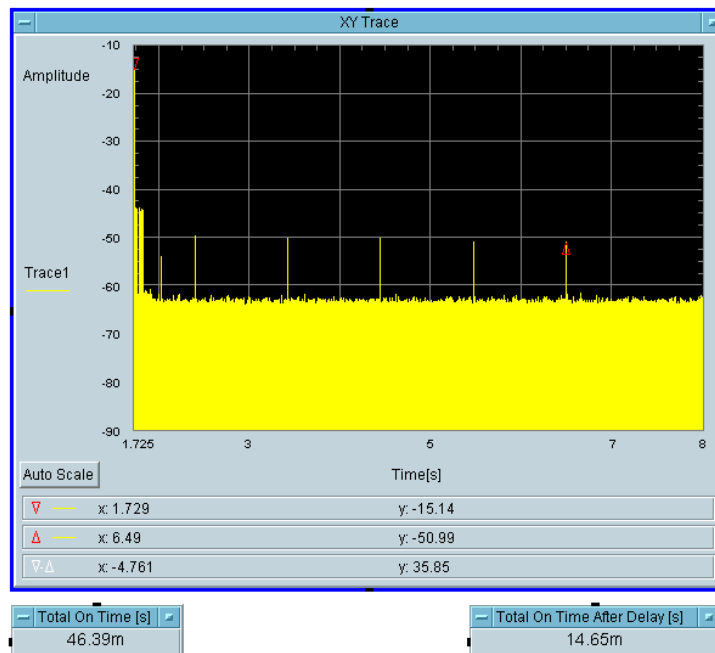 XY Trace
Amplitude
-10
-20
-30
-40
-50
-60
-70
-80
-90
Trace1
1.725 3 5 7 8
Auto Scale Time[s]
x: 1.729 y: -15.14
x: 6.49 y: -50.99
x: -4.761 y: 35.85
Total On Time [s] Total On Time After Delay [s]
46.39m 14.65m